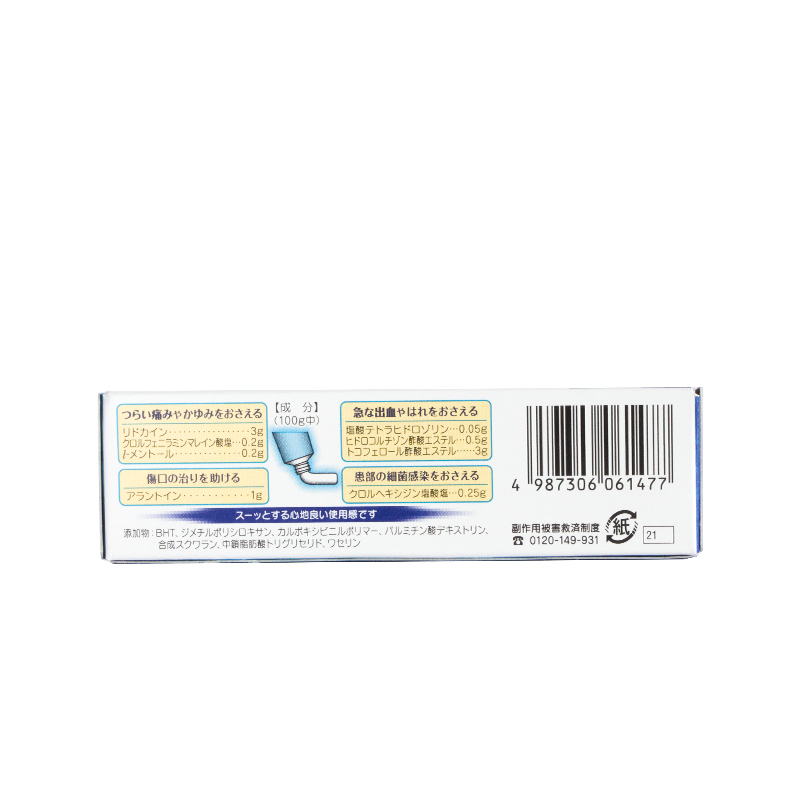 つらい痛みやかゆみをおさえる
リドカイン‥‥‥‥‥‥‥‥3g
クロルフェニラミンマレイン酸塩…0.2g
l-メントール‥‥‥‥‥‥‥0.2g
傷口の治りを助ける
アラントイン‥‥‥‥‥‥1g
【成 分】
(100g中)
急な出血やはれをおさえる
塩酸テトラヒドロゾリン…0.05g
ヒドロコルチゾン酢酸エステル…0.5g
トコフェロール酢酸エステル……3g
患部の細菌感染をおさえる
クロルヘキシジン塩酸塩…0.25g
スーッとする心地良い使用感です
添加物:BHT、ジメチルポリシロキサン、カルボキシビニルポリマー、パルミチン酸デキストリン、
合成スクワラン、中鎖脂肪酸トリグリセリド、ワセリン
4 987306 061477
副作用被害救済制度
☎ 0120-149-931
紙
21